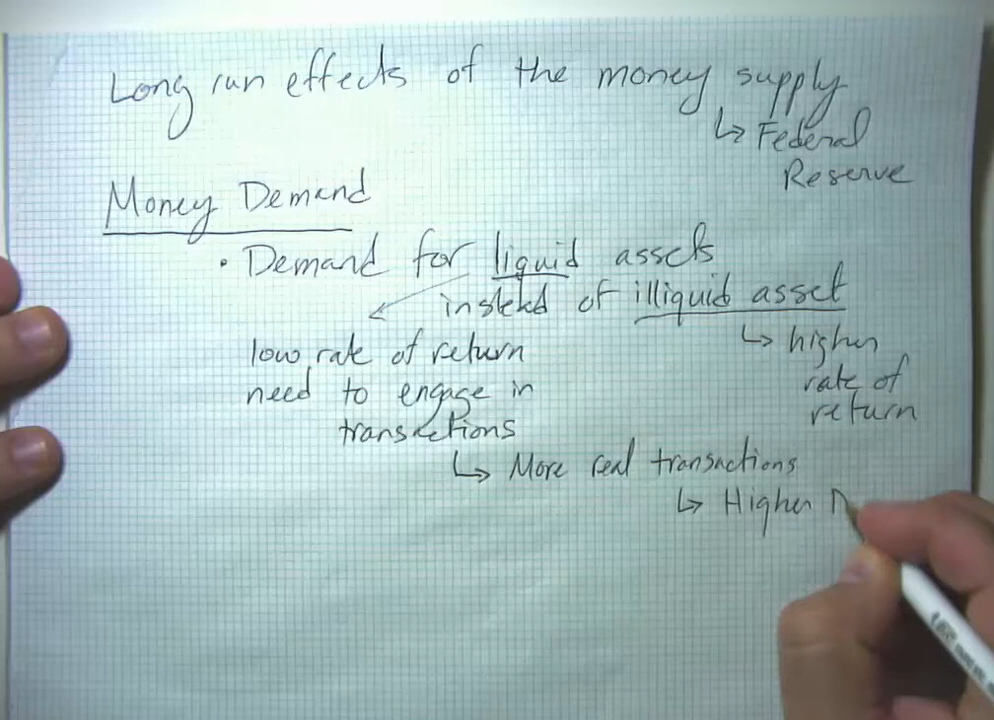 Long run effects of the money supply
↳ Federal
Reserve
Money Demand
• Demand for liquid assets
instead of illiquid asset
low rate of return
need to engage in
transactions
↳ higher
rate of
return
↳ More real transactions
↳ Higher